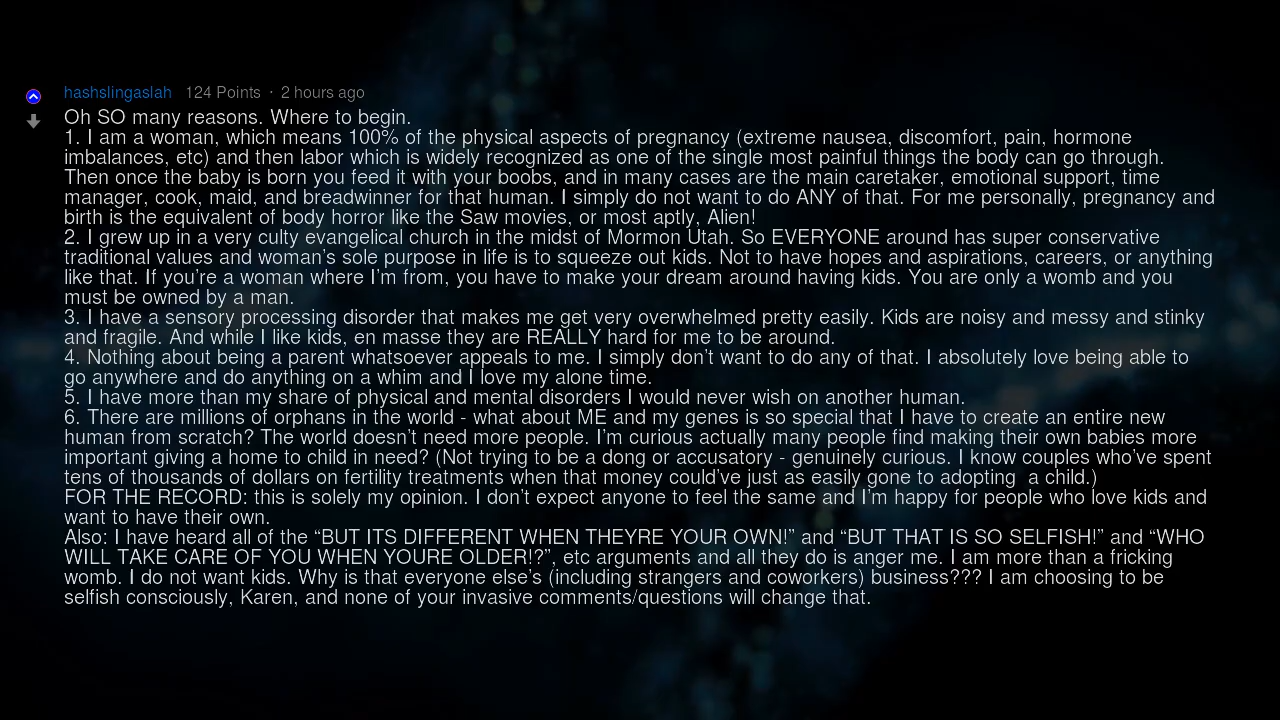 hashslingaslah 124 Points · 2 hours ago
Oh SO many reasons. Where to begin.
1. I am a woman, which means 100% of the physical aspects of pregnancy (extreme nausea, discomfort, pain, hormone
imbalances, etc) and then labor which is widely recognized as one of the single most painful things the body can go through.
Then once the baby is born you feed it with your boobs, and in many cases are the main caretaker, emotional support, time
manager, cook, maid, and breadwinner for that human. I simply do not want to do ANY of that. For me personally, pregnancy and
birth is the equivalent of body horror like the Saw movies, or most aptly, Alien!
2. I grew up in a very culty evangelical church in the midst of Mormon Utah. So EVERYONE around has super conservative
traditional values and woman's sole purpose in life is to squeeze out kids. Not to have hopes and aspirations, careers, or anything
like that. If you're a woman where I'm from, you have to make your dream around having kids. You are only a womb and you
must be owned by a man.
3. I have a sensory processing disorder that makes me get very overwhelmed pretty easily. Kids are noisy and messy and stinky
and fragile. And while I like kids, en masse they are REALLY hard for me to be around.
4. Nothing about being a parent whatsoever appeals to me. I simply don't want to do any of that. I absolutely love being able to
go anywhere and do anything on a whim and I love my alone time.
5. I have more than my share of physical and mental disorders I would never wish on another human.
6. There are millions of orphans in the world - what about ME and my genes is so special that I have to create an entire new
human from scratch? The world doesn't need more people. I'm curious actually many people find making their own babies more
important giving a home to child in need? (Not trying to be a dong or accusatory - genuinely curious. I know couples who've spent
tens of thousands of dollars on fertility treatments when that money could've just as easily gone to adopting  a child.)
FOR THE RECORD: this is solely my opinion. I don't expect anyone to feel the same and I'm happy for people who love kids and
want to have their own.
Also: I have heard all of the “BUT ITS DIFFERENT WHEN THEYRE YOUR OWN!” and “BUT THAT IS SO SELFISH!” and “WHO
WILL TAKE CARE OF YOU WHEN YOURE OLDER!?”, etc arguments and all they do is anger me. I am more than a fricking
womb. I do not want kids. Why is that everyone else's (including strangers and coworkers) business??? I am choosing to be
selfish consciously, Karen, and none of your invasive comments/questions will change that.